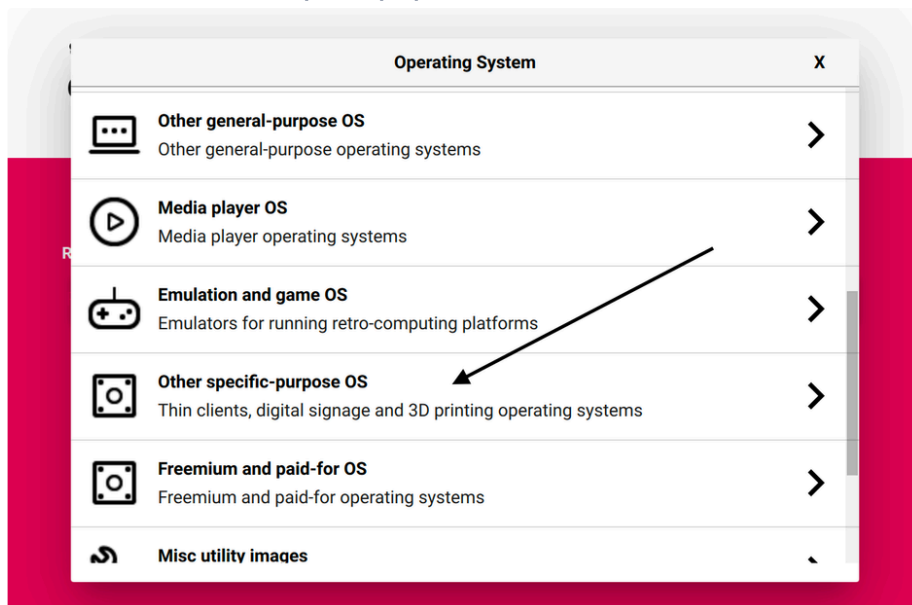 Operating System
X
Other general-purpose OS
Other general-purpose operating systems
Media player OS
Media player operating systems
R
Emulation and game OS
Emulators for running retro-computing platforms
Other specific-purpose OS
Thin clients, digital signage and 3D printing operating systems
Freemium and paid-for OS
Freemium and paid-for operating systems
Misc utility images